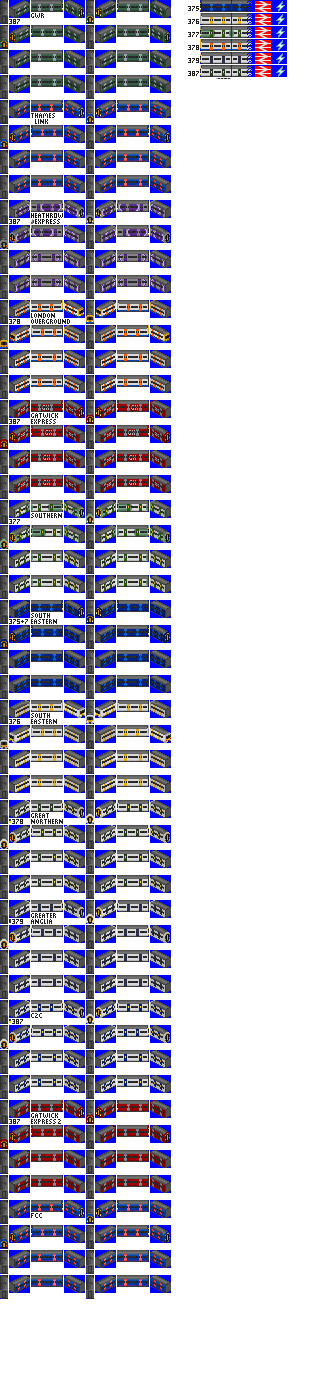 GWR
387
375
376
377
378
379
387
THAMES
LINK
HEATHROW
EXPRESS
387
LONDON
378 OVERGROUND
GATWICK
387 EXPRESS
SOUTHERN
377
SOUTH
375+7 EASTERN
SOUTH
376 EASTERN
GREAT
*378 NORTHERN
GREATER
*379 ANGLIA
C2C
*387
GATWICK
387 EXPRESS2
FCC